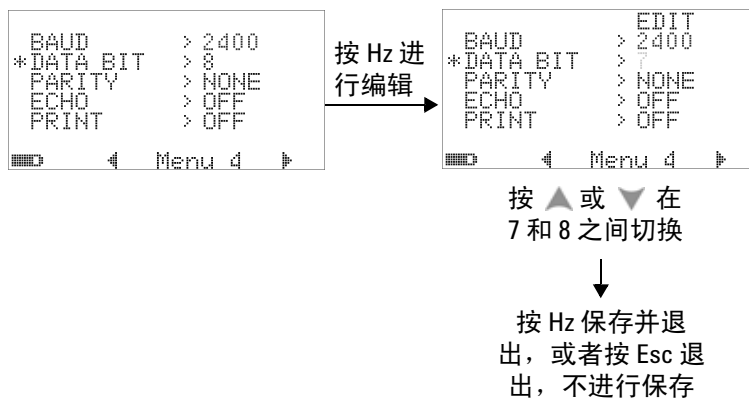 BAUD > 2400
*DATA BIT > 8
PARITY > NONE
ECHO > OFF
PRINT > OFF
Menu 4
按 Hz 进
行编辑
EDIT
BAUD > 2400
*DATA BIT > 7
PARITY > NONE
ECHO > OFF
PRINT > OFF
Menu 4
按 ▲ 或 ▼ 在
7 和 8 之间切换
按 Hz 保存并退
出，或者按 Esc 退
出，不进行保存